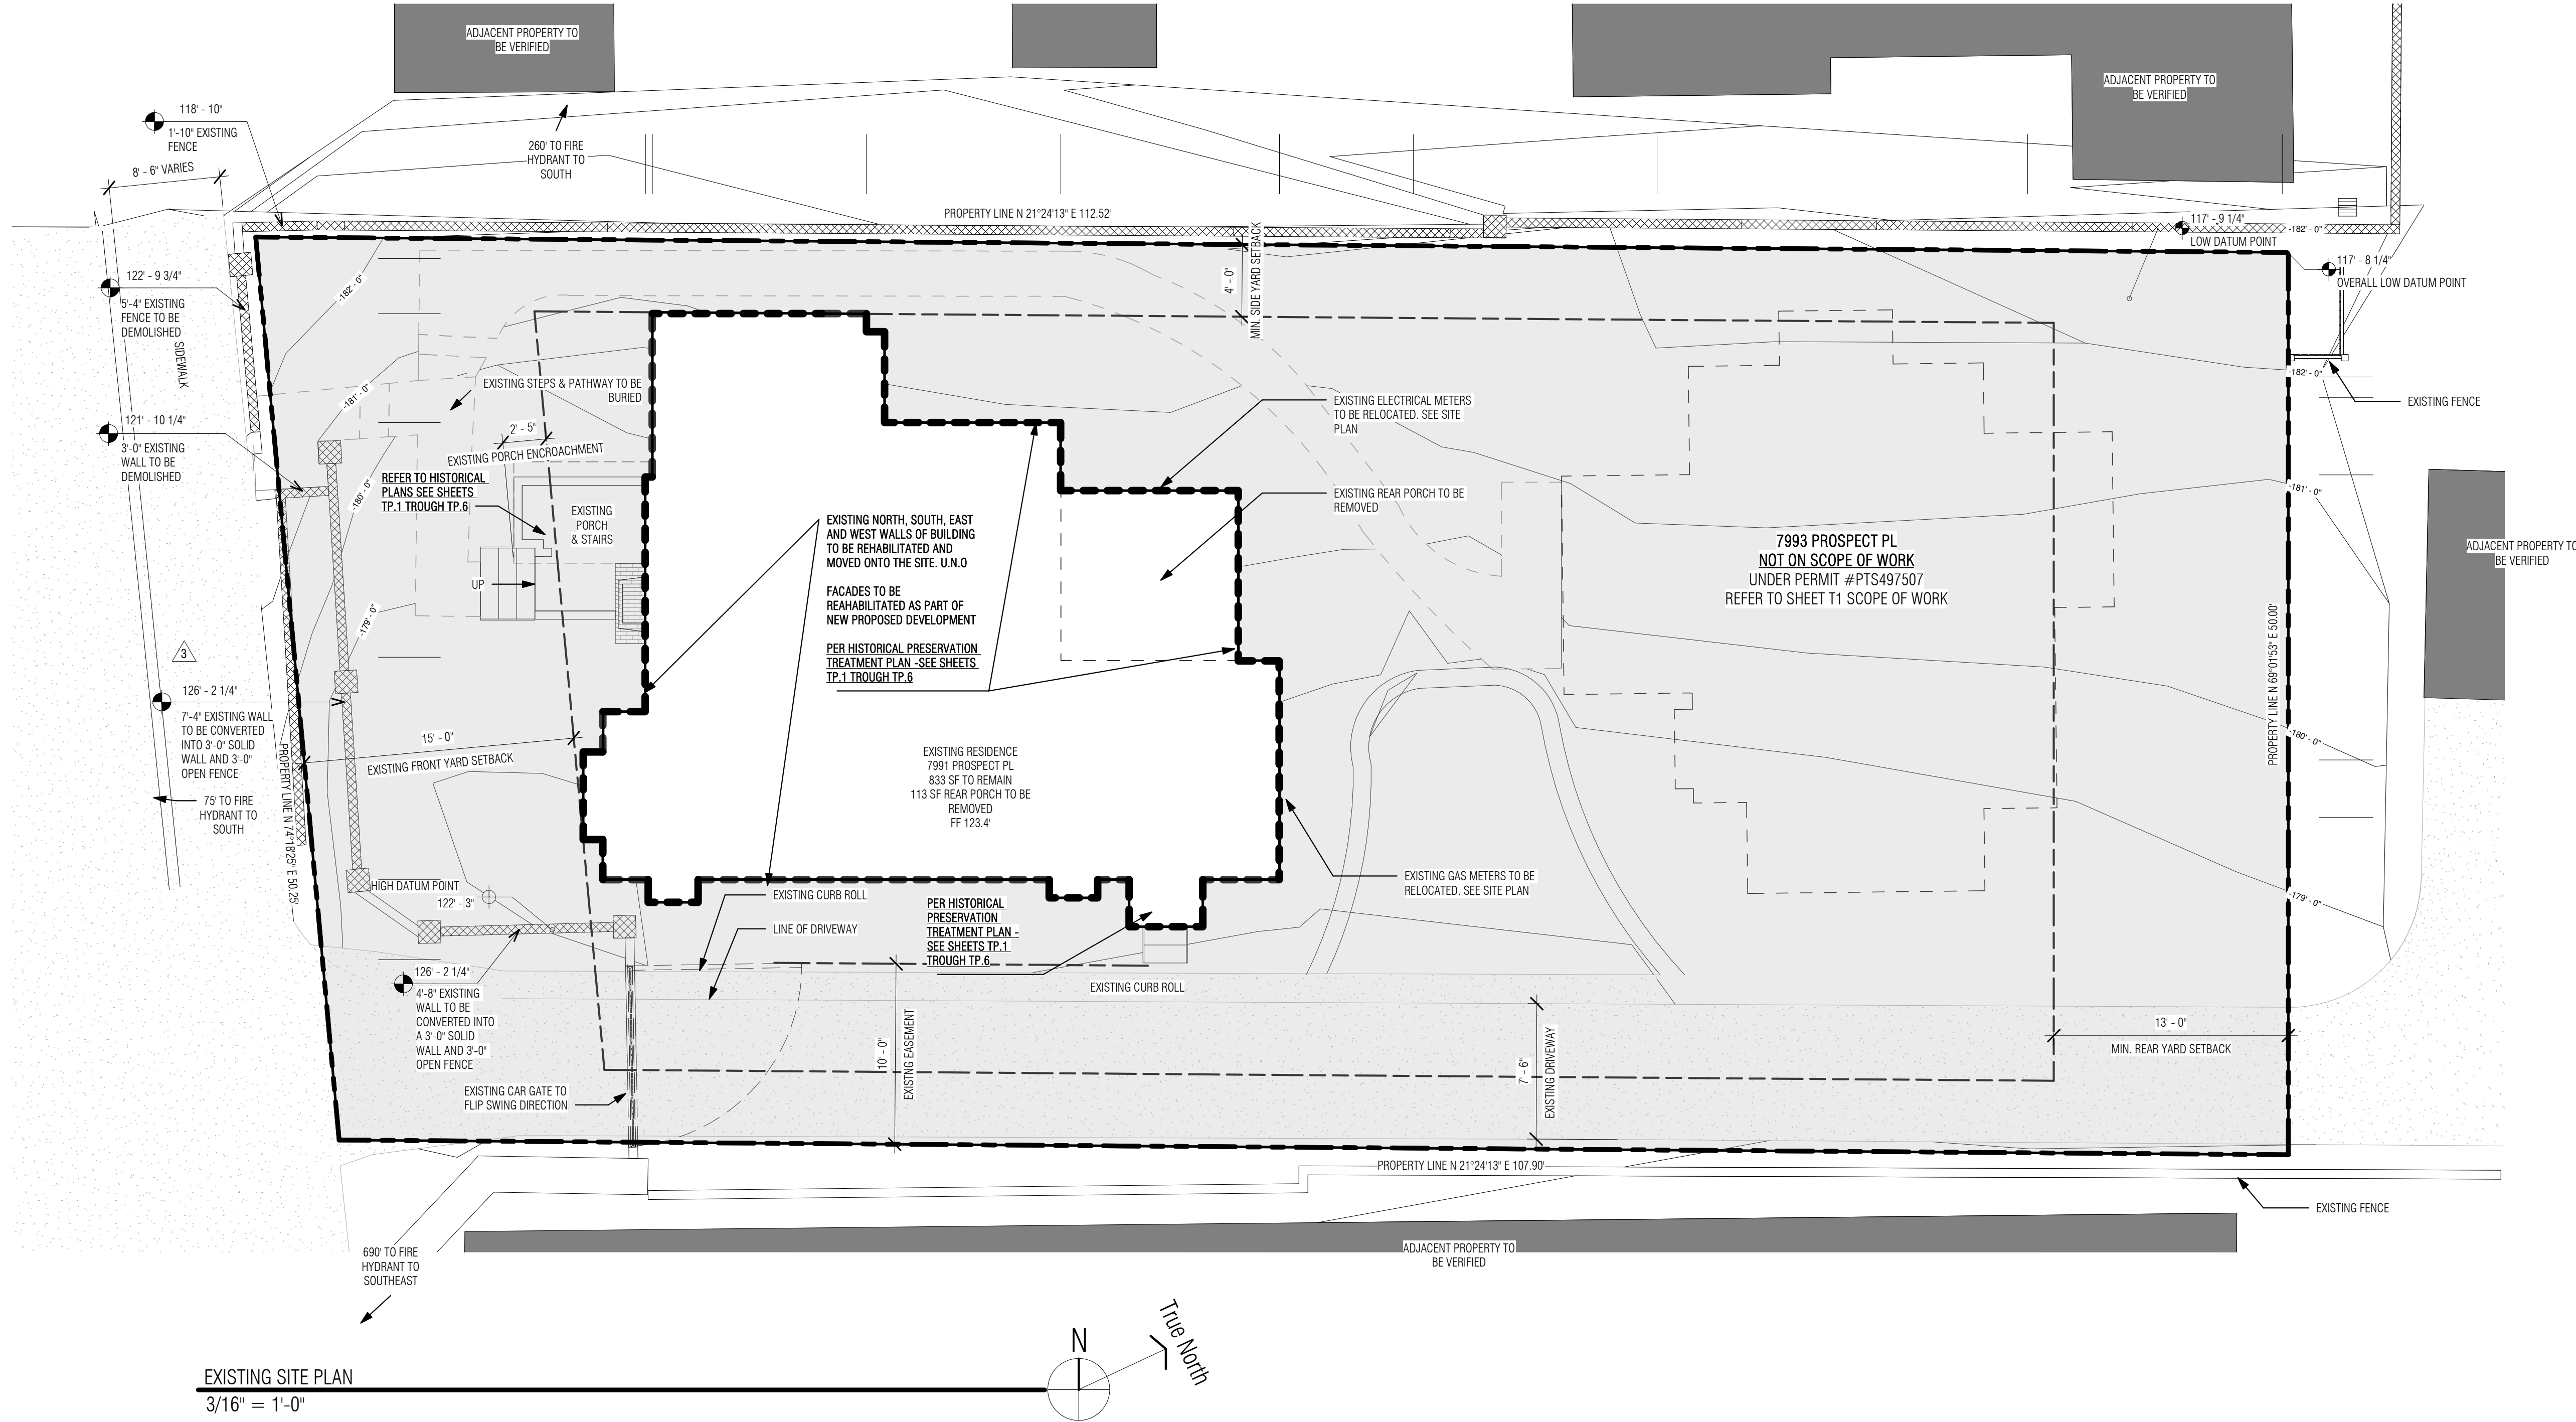 ADJACENT PROPERTY TO
BE VERIFIED
ADJACENT PROPERTY TO
BE VERIFIED
118' - 10"
1'-10" EXISTING
FENCE
8' - 6" VARIES
260' TO FIRE
HYDRANT TO
SOUTH
PROPERTY LINE N 21°24'13" E 112.52'
117' - 9 1/4"
LOW DATUM POINT
-182' - 0"
117' - 8 1/4"
OVERALL LOW DATUM POINT
122' - 9 3/4"
5'-4" EXISTING
FENCE TO BE
DEMOLISHED
SIDEWALK
-182' - 0"
4' - 0"
MIN. SIDE YARD SETBACK
-182' - 0"
EXISTING FENCE
121' - 10 1/4"
3'-0" EXISTING
WALL TO BE
DEMOLISHED
-181' - 0"
EXISTING STEPS & PATHWAY TO BE
BURIED
2' - 5"
EXISTING PORCH ENCROACHMENT
REFER TO HISTORICAL
PLANS SEE SHEETS
TP.1 TROUGH TP.6
-180' - 0"
EXISTING
PORCH
& STAIRS
UP
-179' - 0"
EXISTING ELECTRICAL METERS
TO BE RELOCATED. SEE SITE
PLAN
EXISTING REAR PORCH TO BE
REMOVED
EXISTING NORTH, SOUTH, EAST
AND WEST WALLS OF BUILDING
TO BE REHABILITATED AND
MOVED ONTO THE SITE. U.N.O
FACADES TO BE
REAHABILITATED AS PART OF
NEW PROPOSED DEVELOPMENT
PER HISTORICAL PRESERVATION
TREATMENT PLAN -SEE SHEETS
TP.1 TROUGH TP.6
7993 PROSPECT PL
NOT ON SCOPE OF WORK
UNDER PERMIT #PTS497507
REFER TO SHEET T1 SCOPE OF WORK
-181' - 0"
ADJACENT PROPERTY TO
BE VERIFIED
PROPERTY LINE N 69°01'53" E 50.00'
3
126' - 2 1/4"
7'-4" EXISTING WALL
TO BE CONVERTED
INTO 3'-0" SOLID
WALL AND 3'-0"
OPEN FENCE
75' TO FIRE
HYDRANT TO
SOUTH
PROPERTY LINE N 74°18'25" E 50.25'
15' - 0"
EXISTING FRONT YARD SETBACK
EXISTING RESIDENCE
7991 PROSPECT PL
833 SF TO REMAIN
113 SF REAR PORCH TO BE
REMOVED
FF 123.4'
-180' - 0"
HIGH DATUM POINT
122' - 3"
EXISTING CURB ROLL
LINE OF DRIVEWAY
PER HISTORICAL
PRESERVATION
TREATMENT PLAN -
SEE SHEETS TP.1
TROUGH TP.6
EXISTING GAS METERS TO BE
RELOCATED. SEE SITE PLAN
-179' - 0"
126' - 2 1/4"
4'-8" EXISTING
WALL TO BE
CONVERTED INTO
A 3'-0" SOLID
WALL AND 3'-0"
OPEN FENCE
EXISTING CURB ROLL
10' - 0"
EXISTNG EASEMENT
7' - 6"
EXISTING DRIVEWAY
13' - 0"
MIN. REAR YARD SETBACK
EXISTING CAR GATE TO
FLIP SWING DIRECTION
PROPERTY LINE N 21°24'13" E 107.90'
EXISTING FENCE
690' TO FIRE
HYDRANT TO
SOUTHEAST
ADJACENT PROPERTY TO
BE VERIFIED
N
True North
EXISTING SITE PLAN
3/16" = 1'-0"